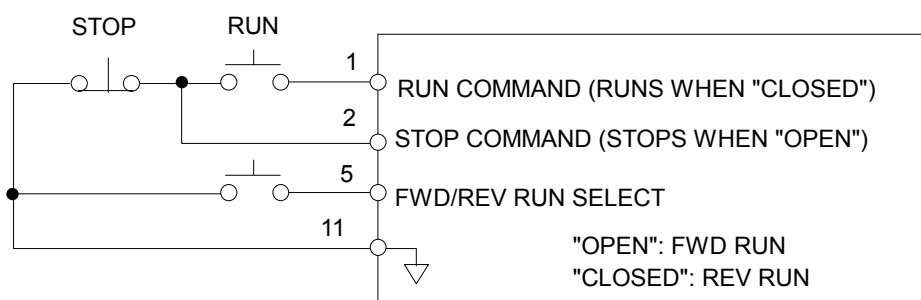 STOP RUN
1
RUN COMMAND (RUNS WHEN "CLOSED")
2
STOP COMMAND (STOPS WHEN "OPEN")
5
FWD/REV RUN SELECT
11
"OPEN": FWD RUN
"CLOSED": REV RUN